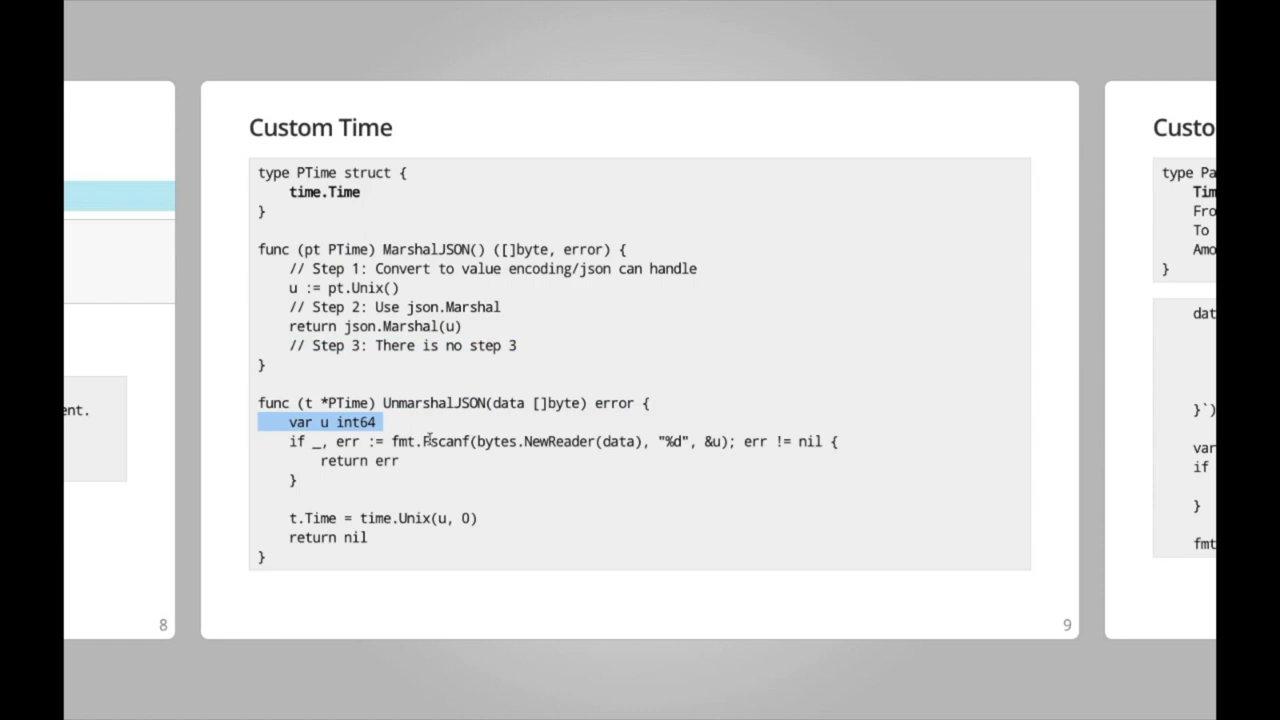 Custom Time
type PTime struct {
    time.Time
}
func (pt PTime) MarshalJSON() ([]byte, error) {
    // Step 1: Convert to value encoding/json can handle
    u := pt.Unix()
    // Step 2: Use json.Marshal
    return json.Marshal(u)
    // Step 3: There is no step 3
}
func (t *PTime) UnmarshalJSON(data []byte) error {
    var u int64
    if _, err := fmt.Fscanf(bytes.NewReader(data), "%d", &u); err != nil {
        return err
    }
    t.Time = time.Unix(u, 0)
    return nil
}
9
ent.
8
Custo
type Pa
    Tim
    Fro
    To
    Amo
}
dat
}`)
var
if
}
fmt